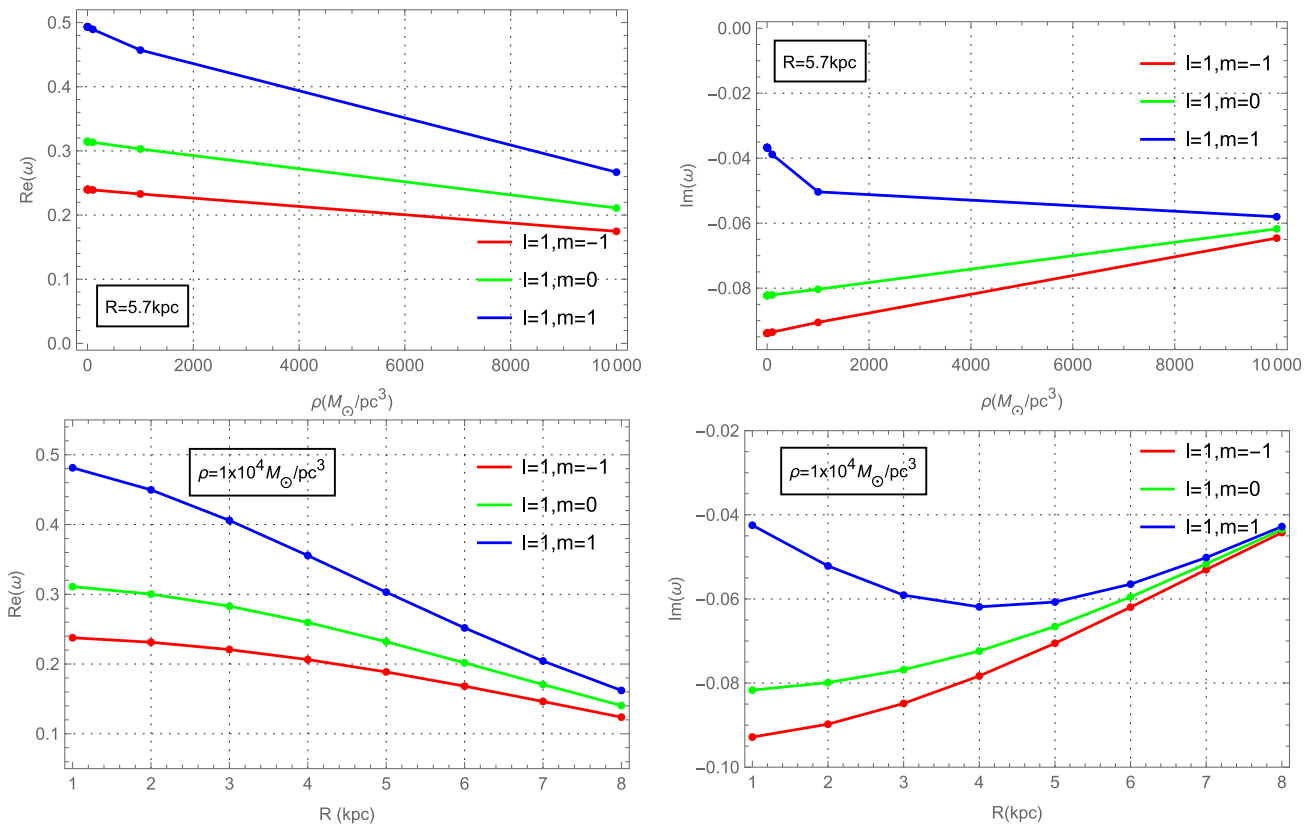 0.5
0.4
0.3
0.2
0.1
0.0
Re(ω)
R=5.7kpc
l=1,m=−1
l=1,m=0
l=1,m=1
0
2000
4000
6000
8000
10 000
ρ(M☉/pc³)
0.00
−0.02
−0.04
−0.06
−0.08
Im(ω)
R=5.7kpc
l=1,m=−1
l=1,m=0
l=1,m=1
0
2000
4000
6000
8000
10 000
ρ(M☉/pc³)
0.5
0.4
0.3
0.2
0.1
Re(ω)
ρ=1x10⁴M☉/pc³
l=1,m=−1
l=1,m=0
l=1,m=1
1
2
3
4
5
6
7
8
R (kpc)
−0.02
−0.04
−0.06
−0.08
−0.10
Im(ω)
ρ=1x10⁴M☉/pc³
l=1,m=−1
l=1,m=0
l=1,m=1
1
2
3
4
5
6
7
8
R(kpc)